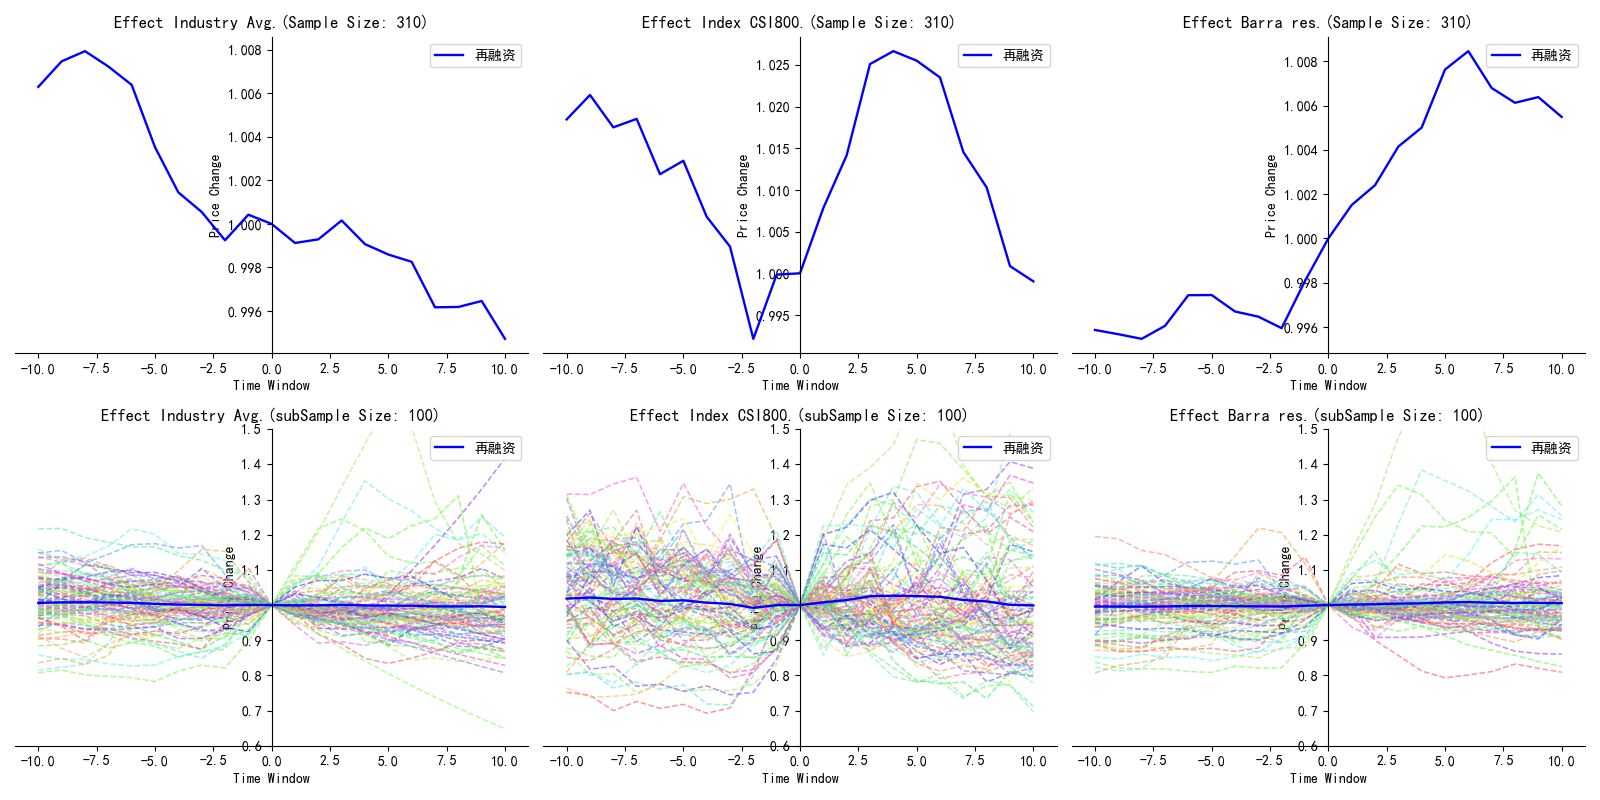 Effect Industry Avg.(Sample Size: 310)
1.008
1.006
1.004
1.002
1.000
0.998
0.996
Price Change
再融资
-10.0 -7.5 -5.0 -2.5 0.0 2.5 5.0 7.5 10.0
Time Window
Effect Index CSI800.(Sample Size: 310)
1.025
1.020
1.015
1.010
1.005
1.000
0.995
Price Change
再融资
-10.0 -7.5 -5.0 -2.5 0.0 2.5 5.0 7.5 10.0
Time Window
Effect Barra res.(Sample Size: 310)
1.008
1.006
1.004
1.002
1.000
0.998
0.996
Price Change
再融资
-10.0 -7.5 -5.0 -2.5 0.0 2.5 5.0 7.5 10.0
Time Window
Effect Industry Avg.(subSample Size: 100)
1.5
1.4
1.3
1.2
1.1
1.0
0.9
0.8
0.7
0.6
Price Change
再融资
-10.0 -7.5 -5.0 -2.5 0.0 2.5 5.0 7.5 10.0
Time Window
Effect Index CSI800.(subSample Size: 100)
1.5
1.4
1.3
1.2
1.1
1.0
0.9
0.8
0.7
0.6
Price Change
再融资
-10.0 -7.5 -5.0 -2.5 0.0 2.5 5.0 7.5 10.0
Time Window
Effect Barra res.(subSample Size: 100)
1.5
1.4
1.3
1.2
1.1
1.0
0.9
0.8
0.7
0.6
Price Change
再融资
-10.0 -7.5 -5.0 -2.5 0.0 2.5 5.0 7.5 10.0
Time Window